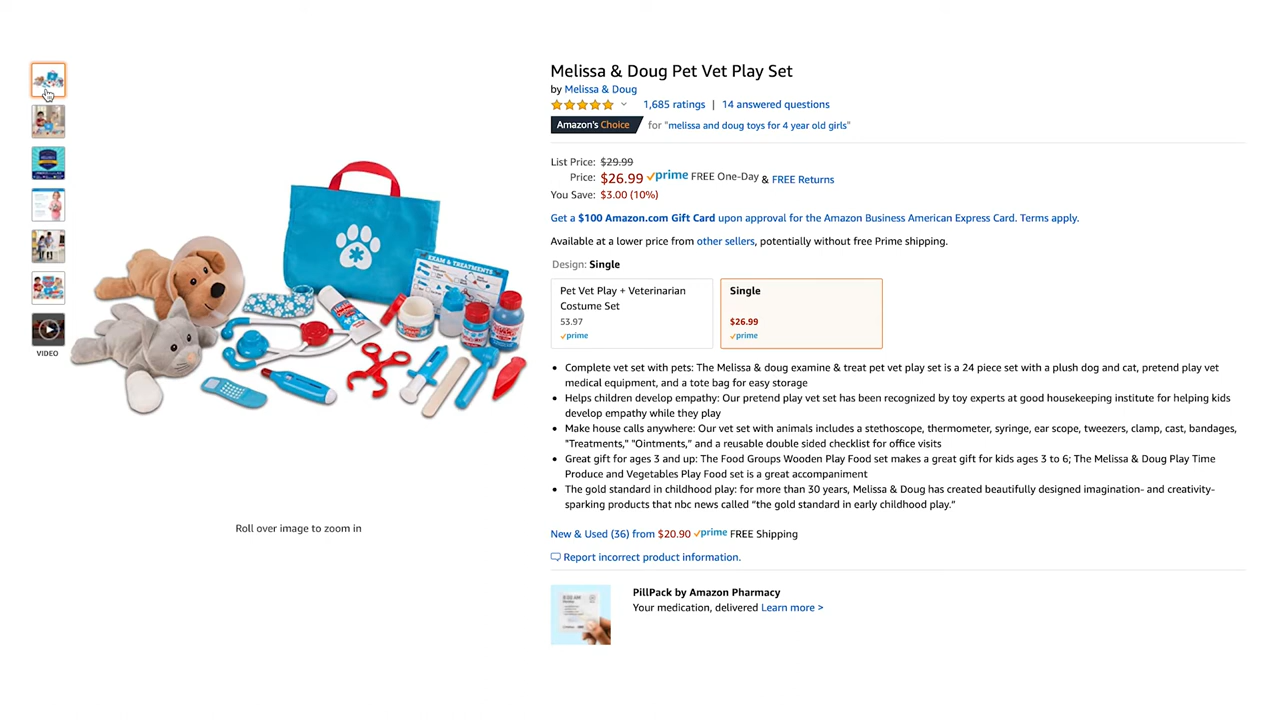 Melissa & Doug Pet Vet Play Set
by Melissa & Doug
1,685 ratings | 14 answered questions
Amazon's Choice for "melissa and doug toys for 4 year old girls"
List Price: $29.99
Price: $26.99 prime FREE One-Day & FREE Returns
You Save: $3.00 (10%)
Get a $100 Amazon.com Gift Card upon approval for the Amazon Business American Express Card. Terms apply.
Available at a lower price from other sellers, potentially without free Prime shipping.
Design: Single
Pet Vet Play + Veterinarian
Costume Set
53.97
prime
Single
$26.99
prime
EXAM & TREATMENTS
VIDEO
• Complete vet set with pets: The Melissa & doug examine & treat pet vet play set is a 24 piece set with a plush dog and cat, pretend play vet
medical equipment, and a tote bag for easy storage
• Helps children develop empathy: Our pretend play vet set has been recognized by toy experts at good housekeeping institute for helping kids
develop empathy while they play
• Make house calls anywhere: Our vet set with animals includes a stethoscope, thermometer, syringe, ear scope, tweezers, clamp, cast, bandages,
"Treatments," "Ointments," and a reusable double sided checklist for office visits
• Great gift for ages 3 and up: The Food Groups Wooden Play Food set makes a great gift for kids ages 3 to 6; The Melissa & Doug Play Time
Produce and Vegetables Play Food set is a great accompaniment
• The gold standard in childhood play: for more than 30 years, Melissa & Doug has created beautifully designed imagination- and creativity-
sparking products that nbc news called “the gold standard in early childhood play.”
Roll over image to zoom in
New & Used (36) from $20.90 prime FREE Shipping
Report incorrect product information.
PillPack by Amazon Pharmacy
Your medication, delivered Learn more >